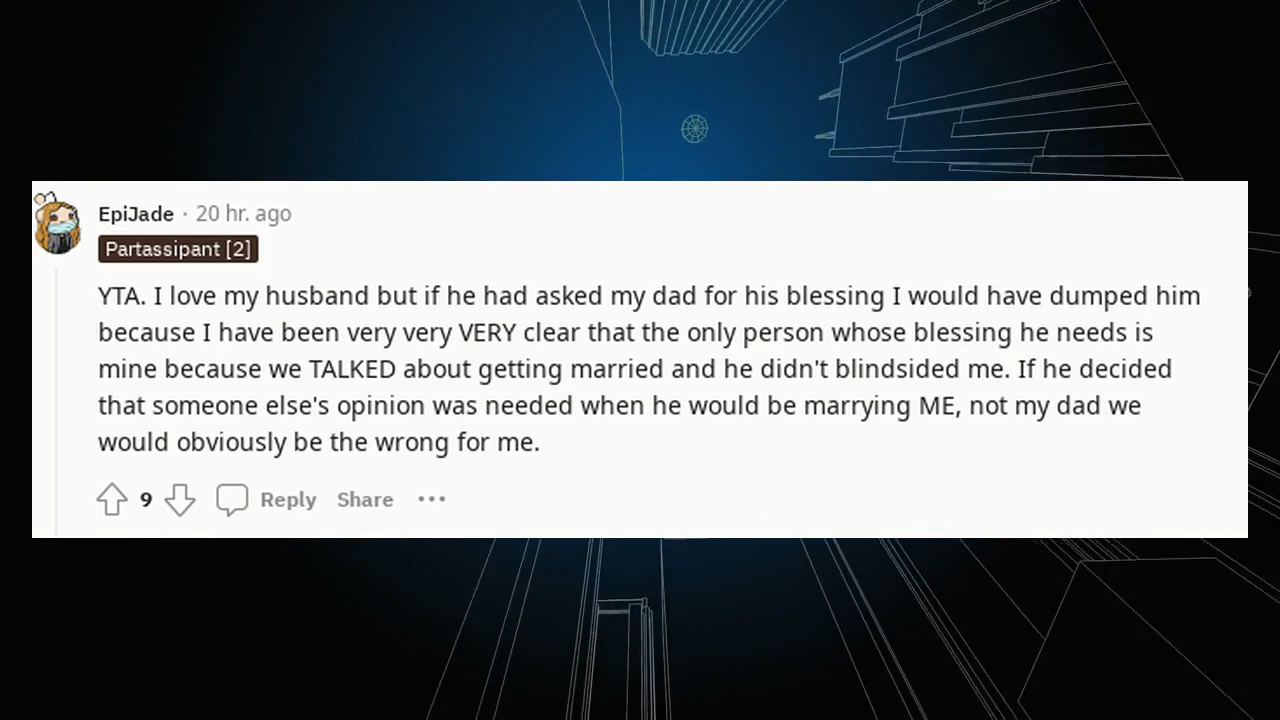 EpiJade · 20 hr. ago
Partassipant [2]
YTA. I love my husband but if he had asked my dad for his blessing I would have dumped him
because I have been very very VERY clear that the only person whose blessing he needs is
mine because we TALKED about getting married and he didn't blindsided me. If he decided
that someone else's opinion was needed when he would be marrying ME, not my dad we
would obviously be the wrong for me.
9 Reply Share •••